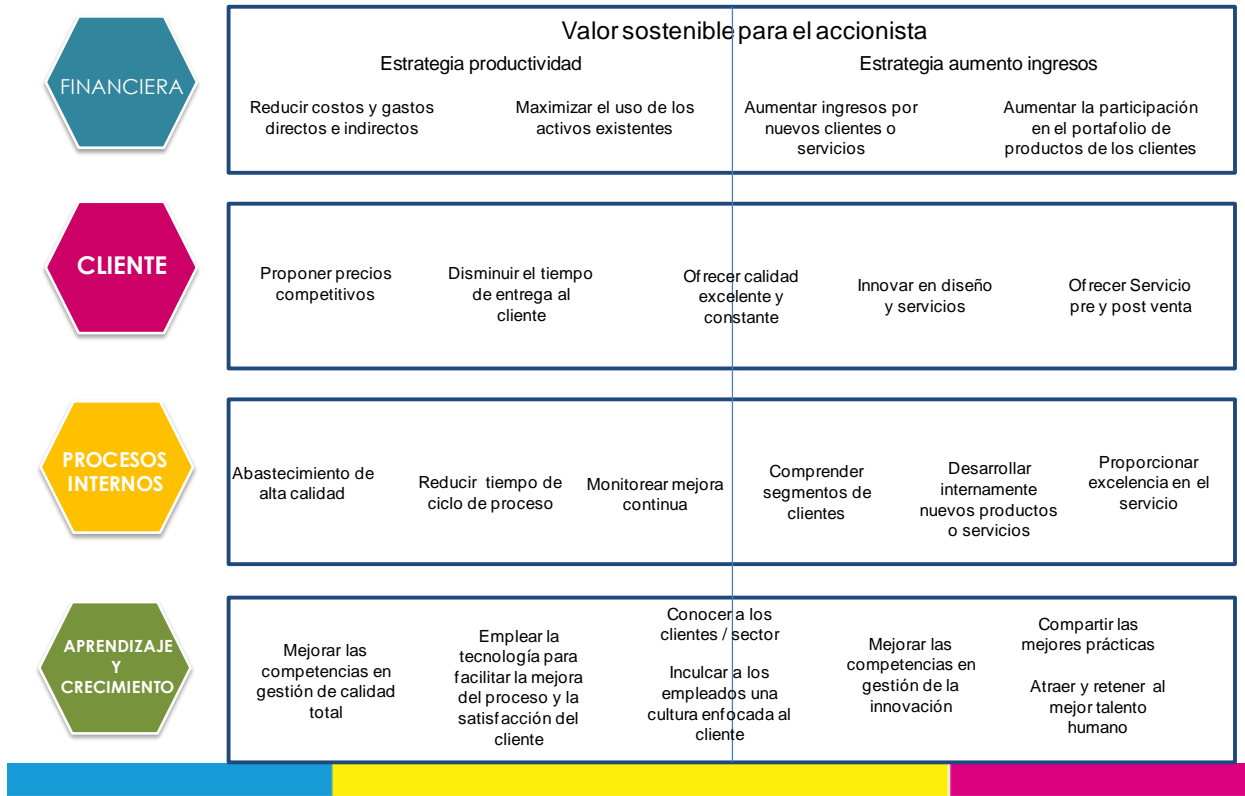 FINANCIERA
Valor sostenible para el accionista
Estrategia productividad
Estrategia aumento ingresos
Reducir costos y gastos
directos e indirectos
Maximizar el uso de los
activos existentes
Aumentar ingresos por
nuevos clientes o
servicios
Aumentar la participación
en el portafolio de
productos de los clientes
CLIENTE
Proponer precios
competitivos
Disminuir el tiempo
de entrega al
cliente
Ofrecer calidad
excelente y
constante
Innovar en diseño
y servicios
Ofrecer Servicio
pre y post venta
PROCESOS
INTERNOS
Abastecimiento de
alta calidad
Reducir tiempo de
ciclo de proceso
Monitorear mejora
continua
Comprender
segmentos de
clientes
Desarrollar
internamente
nuevos productos
o servicios
Proporcionar
excelencia en el
servicio
APRENDIZAJE
Y
CRECIMIENTO
Mejorar las
competencias en
gestión de calidad
total
Emplear la
tecnología para
facilitar la mejora
del proceso y la
satisfacción del
cliente
Conocer a los
clientes / sector
Inculcar a los
empleados una
cultura enfocada al
cliente
Mejorar las
competencias en
gestión de la
innovación
Compartir las
mejores prácticas
Atraer y retener al
mejor talento
humano